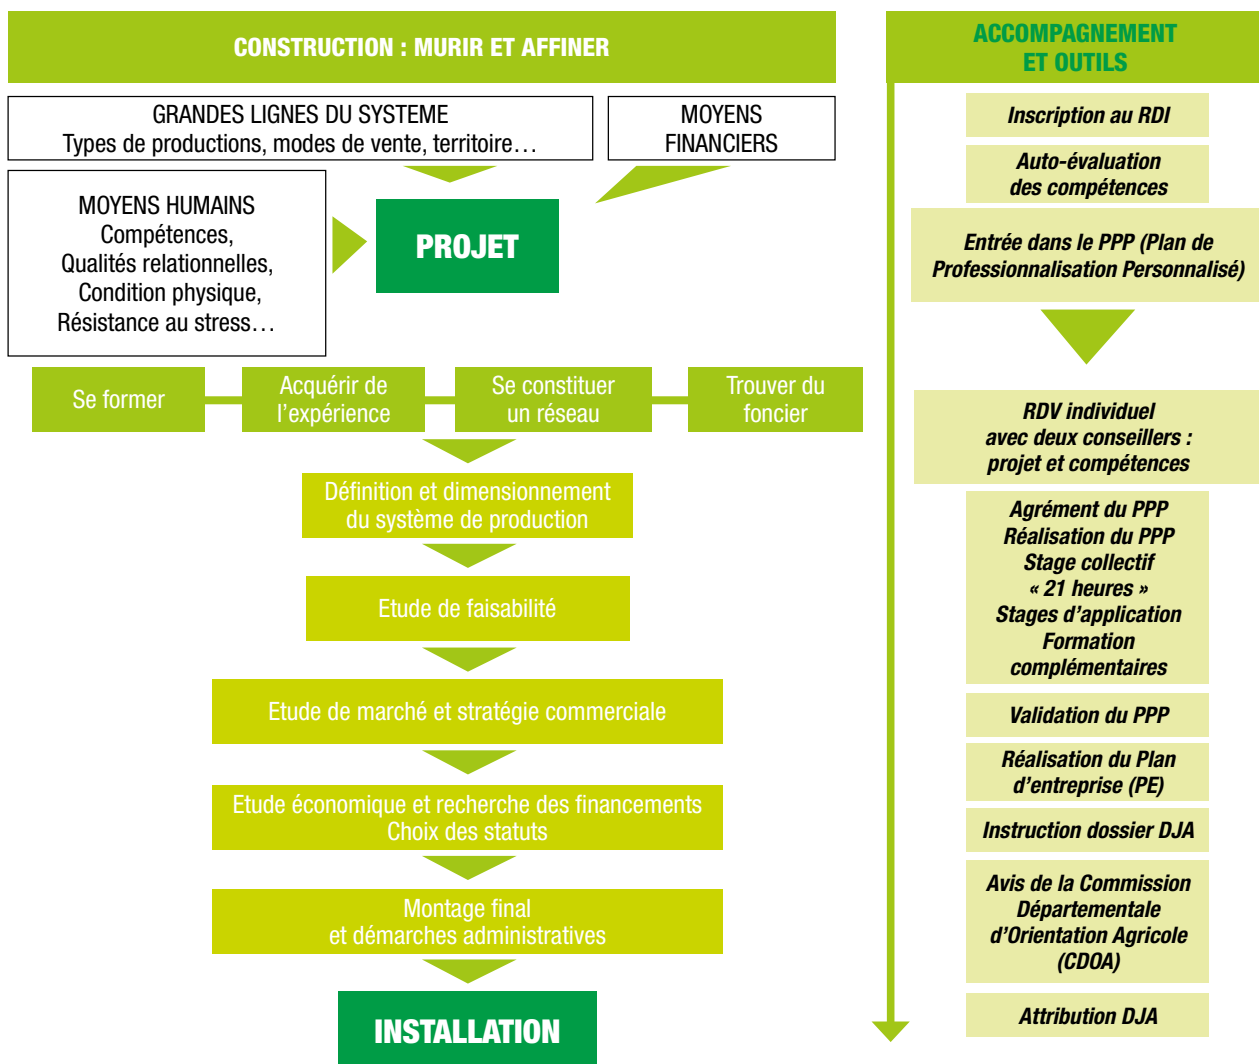 CONSTRUCTION : MURIR ET AFFINER
GRANDES LIGNES DU SYSTEME
Types de productions, modes de vente, territoire…
MOYENS
FINANCIERS
MOYENS HUMAINS
Compétences,
Qualités relationnelles,
Condition physique,
Résistance au stress…
PROJET
Se former
Acquérir de
l’expérience
Se constituer
un réseau
Trouver du
foncier
Définition et dimensionnement
du système de production
Etude de faisabilité
Etude de marché et stratégie commerciale
Etude économique et recherche des financements
Choix des statuts
Montage final
et démarches administratives
INSTALLATION
ACCOMPAGNEMENT
ET OUTILS
Inscription au RDI
Auto-évaluation
des compétences
Entrée dans le PPP (Plan de
Professionnalisation Personnalisé)
RDV individuel
avec deux conseillers :
projet et compétences
Agrément du PPP
Réalisation du PPP
Stage collectif
« 21 heures »
Stages d’application
Formation
complémentaires
Validation du PPP
Réalisation du Plan
d’entreprise (PE)
Instruction dossier DJA
Avis de la Commission
Départementale
d’Orientation Agricole
(CDOA)
Attribution DJA